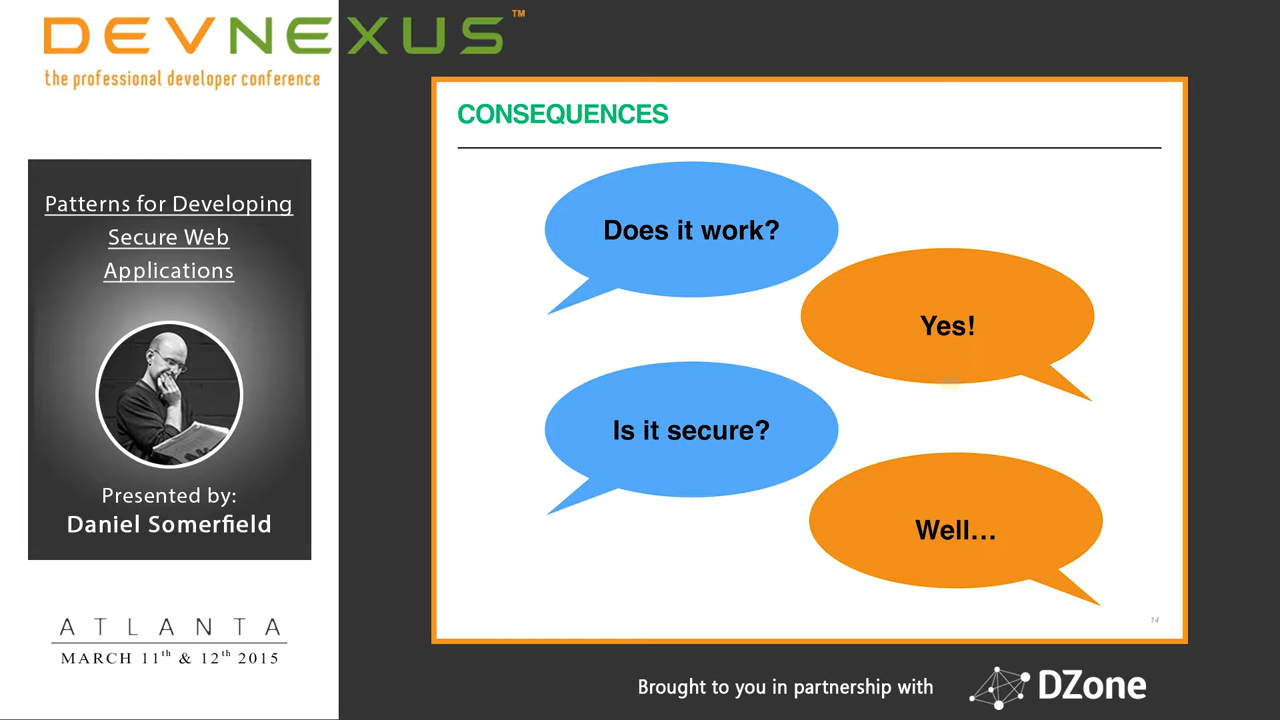 DEVNEXUS™
the professional developer conference
Patterns for Developing
Secure Web
Applications
Presented by:
Daniel Somerfield
ATLANTA
MARCH 11th & 12th 2015
CONSEQUENCES
Does it work?
Yes!
Is it secure?
Well…
14
Brought to you in partnership with
DZone